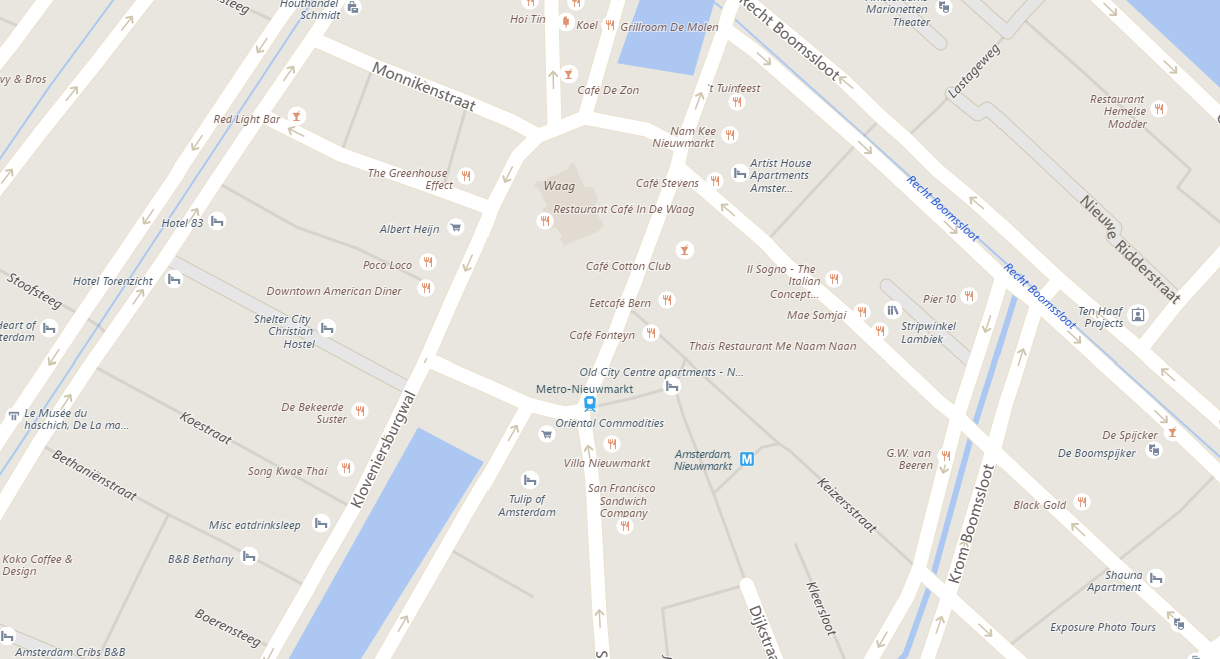 Houthandel
Schmidt
Hoi Tin
Koel
Grillroom De Molen
Recht Boomssloot
Marionetten
Theater
Lastageweg
vy & Bros
Monnikenstraat
Café De Zon
't Tuinfeest
Restaurant
Hemelse
Modder
Red Light Bar
Nam Kee
Nieuwmarkt
The Greenhouse
Effect
Waag
Café Stevens
Artist House
Apartments
Amster...
Recht Boomssloot
Nieuwe Ridderstraat
Hotel 83
Albert Heijn
Restaurant Café In De Waag
Poco Loco
Café Cotton Club
Il Sogno - The
Italian
Concept...
Recht Boomssloot
Stoofsteeg
Hotel Torenzicht
Downtown American Diner
Eetcafé Bern
Mae Somjai
Pier 10
Ten Haaf
Projects
Heart of
terdam
Shelter City
Christian
Hostel
Café Fonteyn
Thais Restaurant Me Naam Naan
Stripwinkel
Lambiek
Old City Centre apartments - N...
Metro-Nieuwmarkt
Le Musée du
haschich, De La ma...
Koestraat
De Bekeerde
Suster
Kloveniersburgwal
Oriental Commodities
De Spijcker
De Boomspijker
Bethaniënstraat
Song Kwae Thai
Villa Nieuwmarkt
Amsterdam,
Nieuwmarkt
M
G.W. van
Beeren
Tulip of
Amsterdam
San Francisco
Sandwich
Company
Keizersstraat
Krom Boomssloot
Black Gold
Misc eatdrinksleep
Koko Coffee &
Design
B&B Bethany
Shauna
Apartment
Boerensteeg
Dijkstraa
Kleersloot
Exposure Photo Tours
Amsterdam Cribs B&B
S